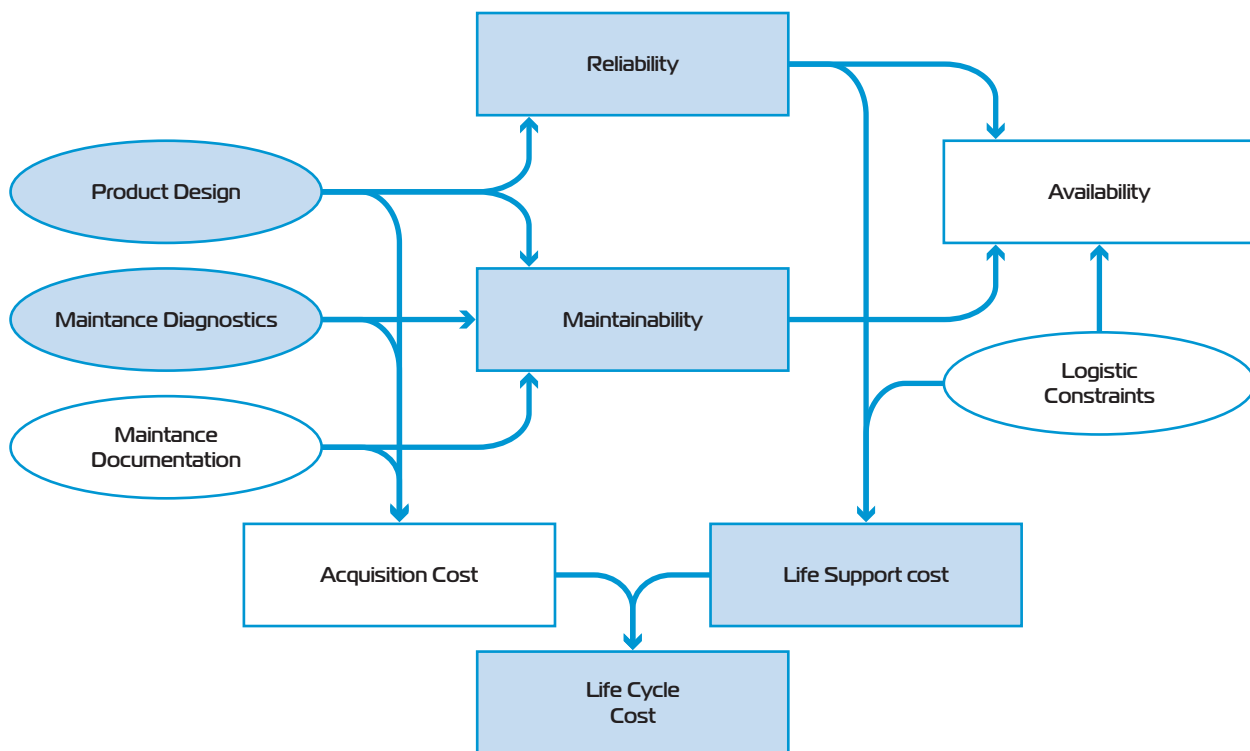 Reliability
Product Design
Availability
Maintance Diagnostics
Maintainability
Logistic
Constraints
Maintance
Documentation
Acquisition Cost
Life Support cost
Life Cycle
Cost